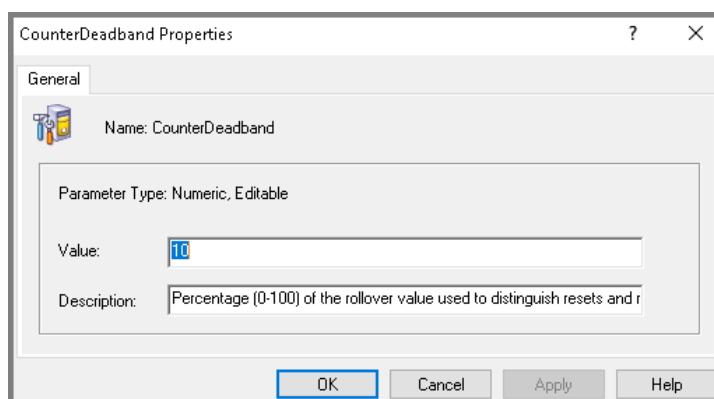 CounterDeadband Properties
?
General
Name: CounterDeadband
Parameter Type: Numeric, Editable
Value: 10
Description: Percentage (0-100) of the rollover value used to distinguish resets and r
OK Cancel Apply Help